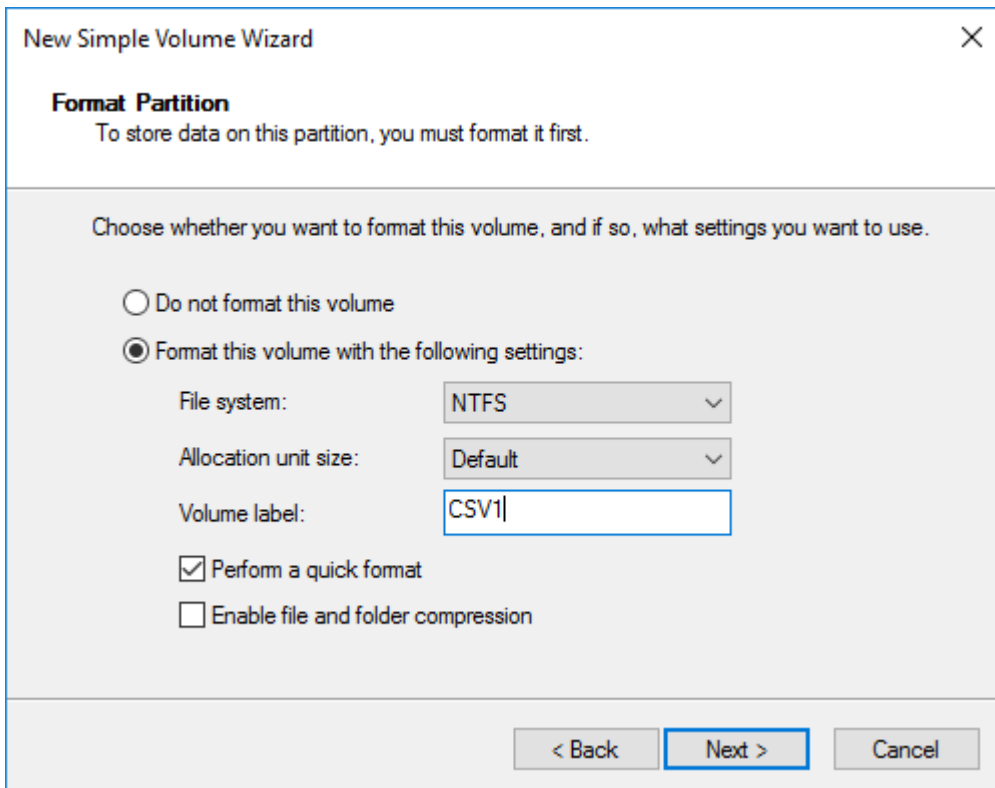 New Simple Volume Wizard
Format Partition
To store data on this partition, you must format it first.
Choose whether you want to format this volume, and if so, what settings you want to use.
Do not format this volume
Format this volume with the following settings:
File system: NTFS
Allocation unit size: Default
Volume label: CSV1
Perform a quick format
Enable file and folder compression
< Back Next > Cancel